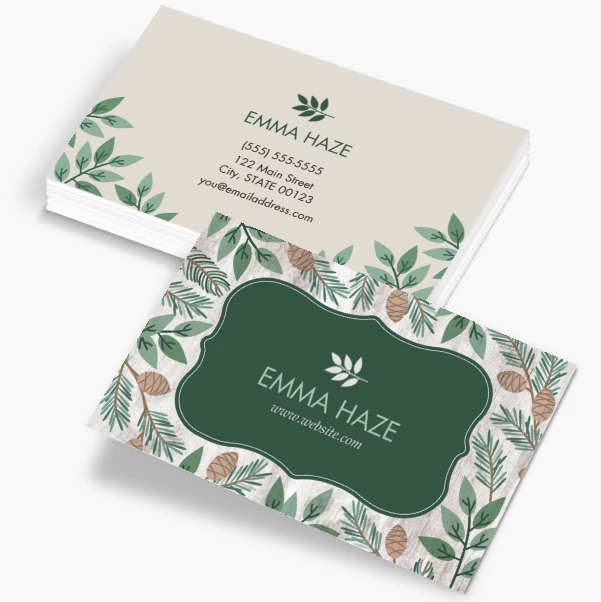 EMMA HAZE
(555) 555-5555
122 Main Street
City, STATE 00123
you@emailaddress.com
EMMA HAZE
www.website.com